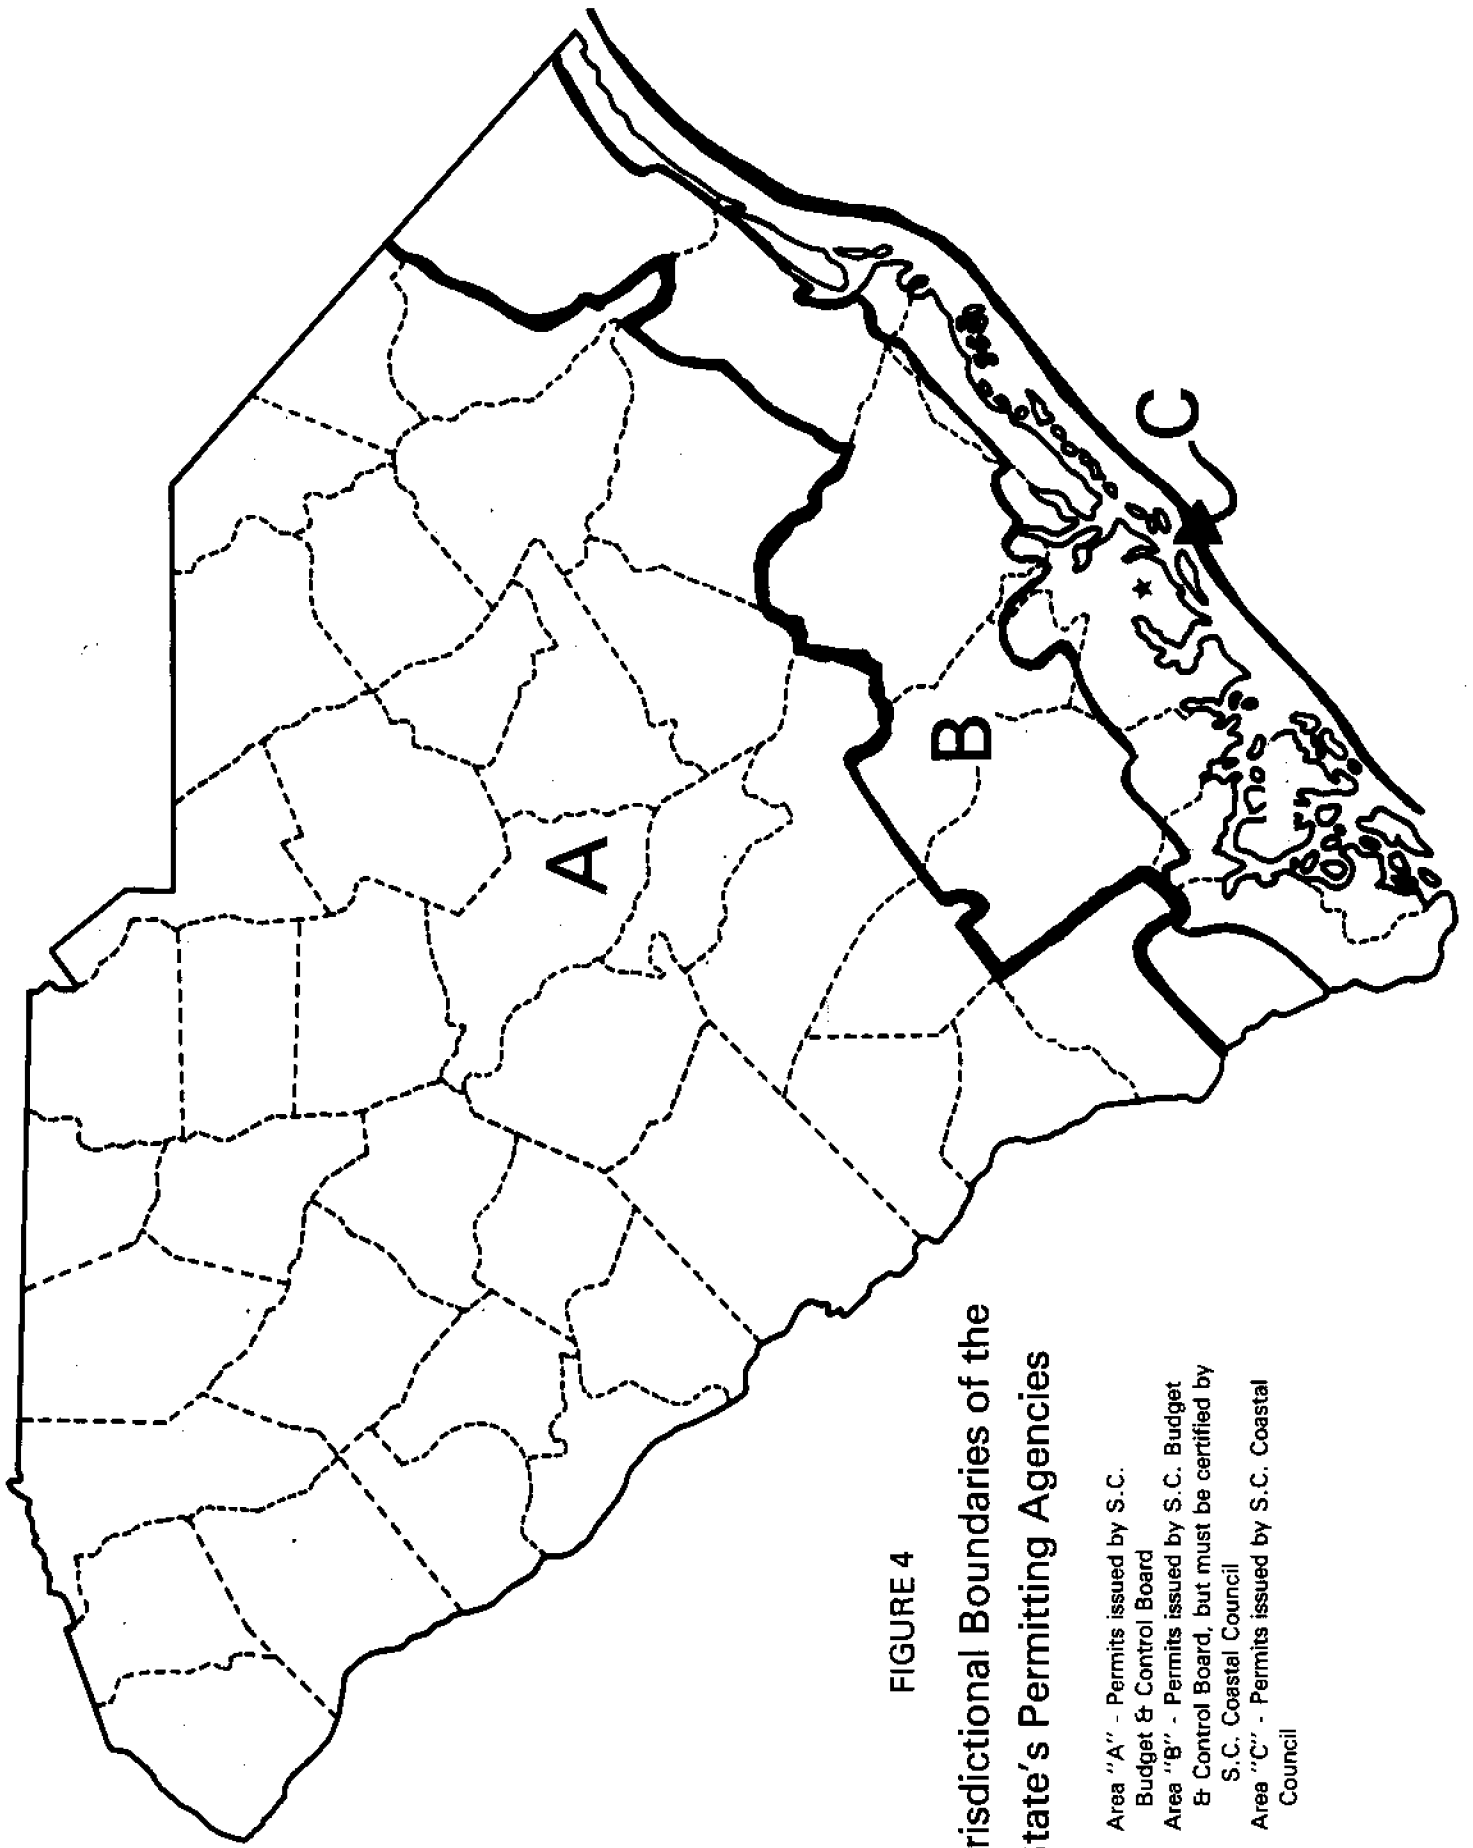 A
B
C
FIGURE 4
risdictional Boundaries of the
tate's Permitting Agencies
Area "A" - Permits issued by S.C.
Budget & Control Board
Area "B" - Permits issued by S.C. Budget
& Control Board, but must be certified by
S.C. Coastal Council
Area "C" - Permits issued by S.C. Coastal
Council